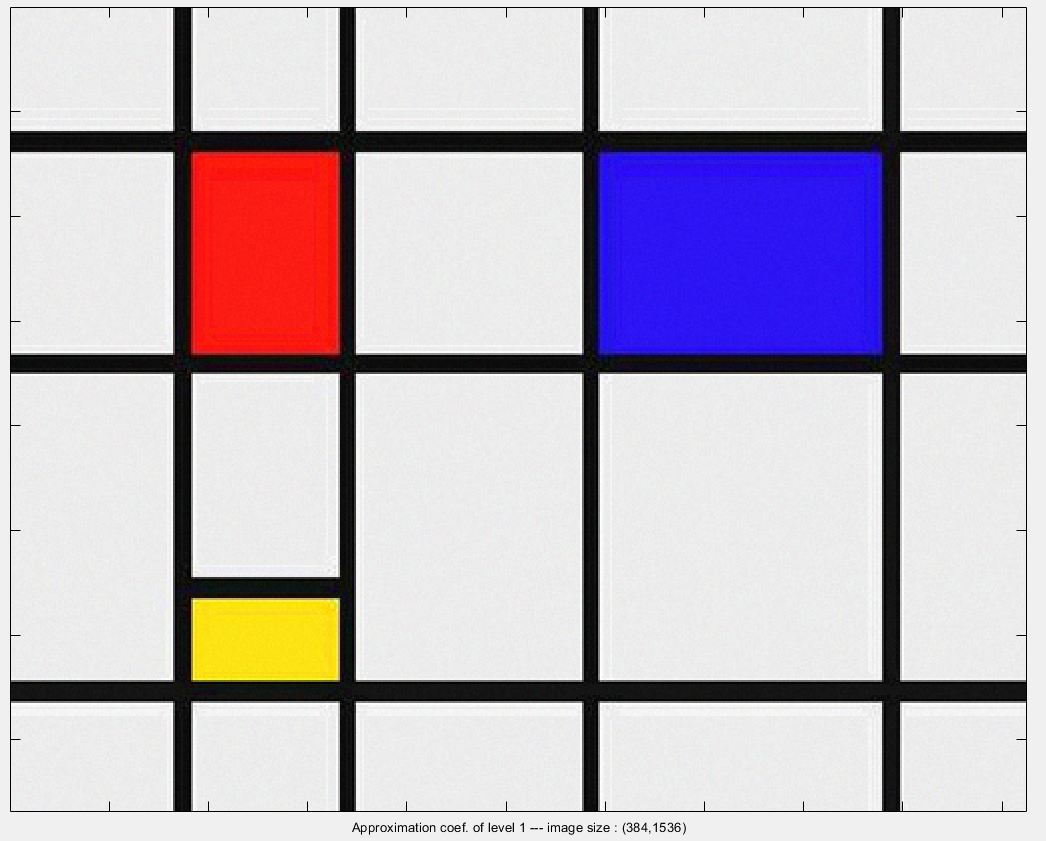 Approximation coef. of level 1 --- image size : (384,1536)